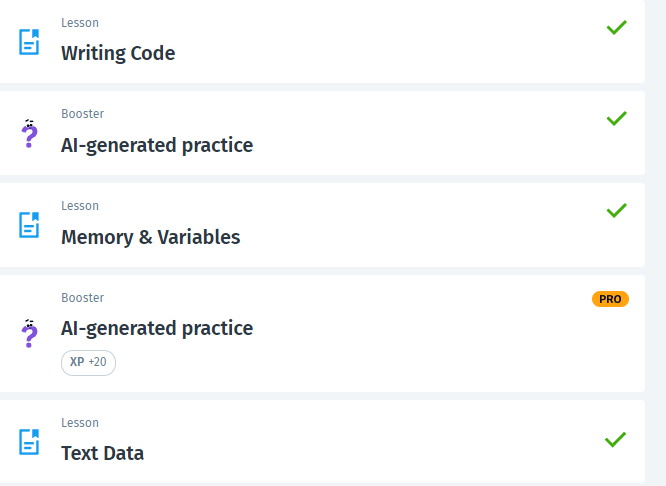 Lesson
Writing Code
Booster
AI-generated practice
Lesson
Memory & Variables
Booster
PRO
AI-generated practice
XP +20
Lesson
Text Data